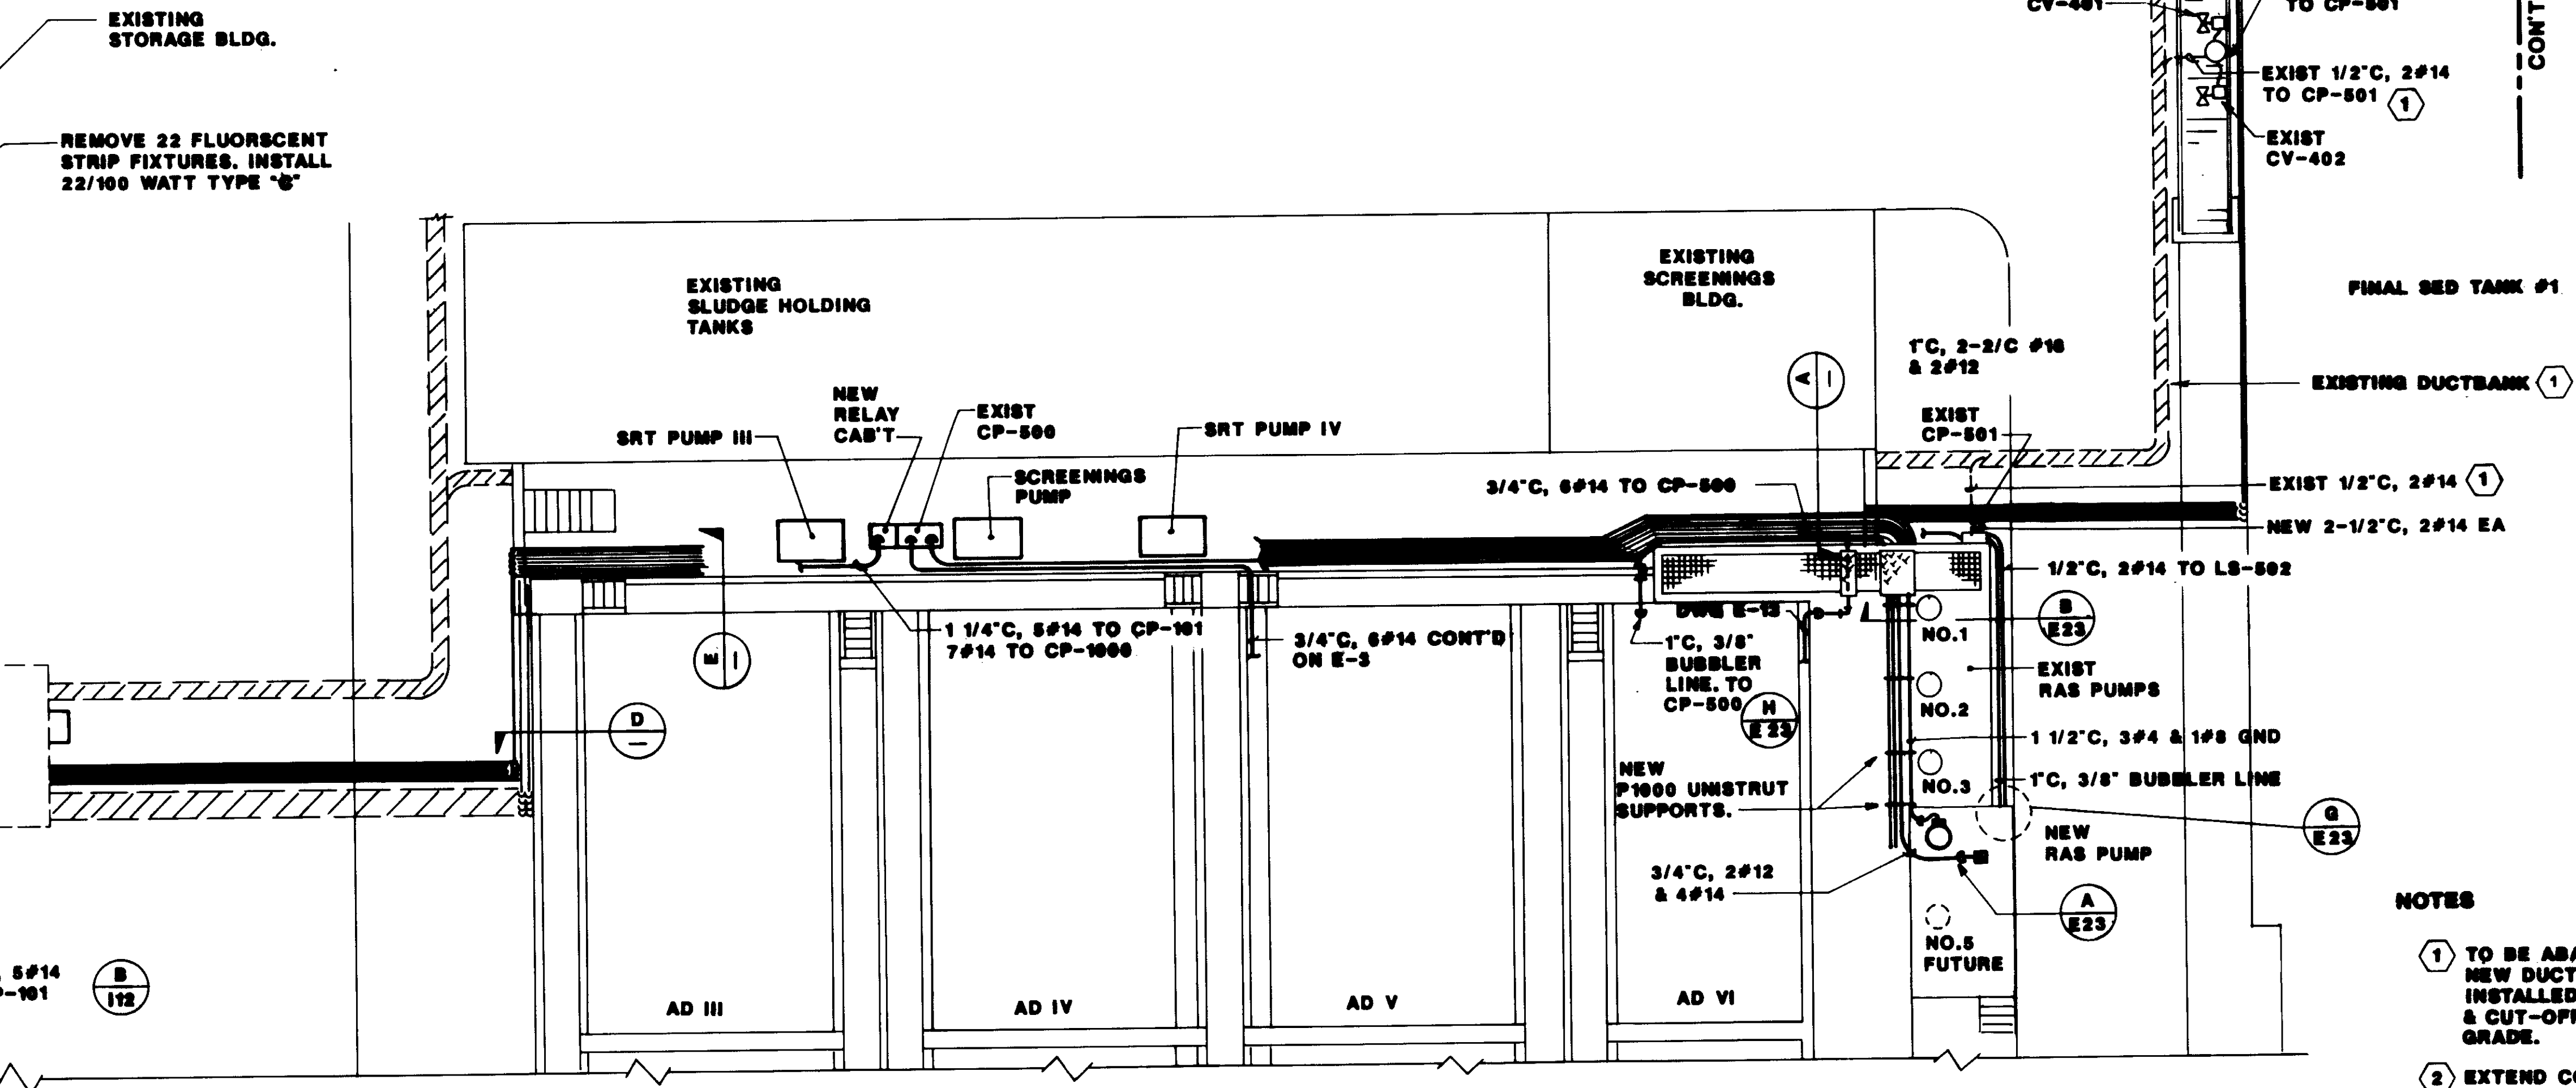 EXISTING
STORAGE BLDG.
REMOVE 22 FLUORSCENT
STRIP FIXTURES. INSTALL
22/100 WATT TYPE
CV-401
TO CP-501
CON'T
EXIST 1/2"C, 2#14
TO CP-501
1
EXIST
CV-402
FINAL SED TANK #1
EXISTING
SLUDGE HOLDING
TANKS
EXISTING
SCREENINGS
BLDG.
1"C, 2-2/C #16
& 2#12
A
—
EXISTING DUCTBANK
1
NEW
RELAY
CAB'T
EXIST
CP-500
SRT PUMP III
SRT PUMP IV
EXIST
CP-501
SCREENINGS
PUMP
3/4"C, 6#14 TO CP-500
EXIST 1/2"C, 2#14
1
NEW 2-1/2"C, 2#14 EA
1/2"C, 2#14 TO LS-502
1 1/4"C, 5#14 TO CP-101
7#14 TO CP-1000
3/4"C, 6#14 CONT'D
ON E-3
DWG E-13
1"C, 3/8"
BUBBLER
LINE. TO
CP-500
NO.1
B
E23
EXIST
RAS PUMPS
NO.2
E
—
D
—
H
E23
1 1/2"C, 3#4 & 1#8 GND
NEW
P1000 UNISTRUT
SUPPORTS.
NO.3
1"C, 3/8" BUBBLER LINE
NEW
RAS PUMP
G
E23
3/4"C, 2#12
& 4#14
A
E23
NO.5
FUTURE
5#14
P-101
B
I12
AD III
AD IV
AD V
AD VI
NOTES
1 TO BE
NEW DUCT
INSTALLED
& CUT-OFF
GRADE.
2 EXTEND